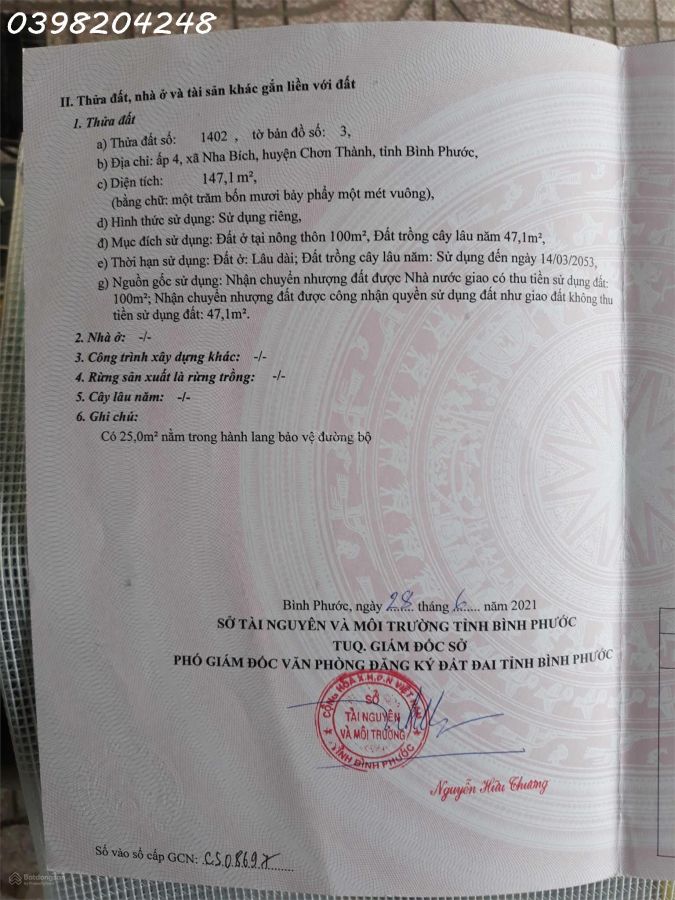 0398204248
II. Thửa đất, nhà ở và tài sản khác gắn liền với đất
1. Thửa đất
a) Thửa đất số: 1402 , tờ bản đồ số: 3,
b) Địa chỉ: ấp 4, xã Nha Bích, huyện Chơn Thành, tỉnh Bình Phước,
c) Diện tích: 147,1 m²,
(bằng chữ: một trăm bốn mươi bảy phẩy một mét vuông),
d) Hình thức sử dụng: Sử dụng riêng,
đ) Mục đích sử dụng: Đất ở tại nông thôn 100m², Đất trồng cây lâu năm 47,1m²,
e) Thời hạn sử dụng: Đất ở: Lâu dài; Đất trồng cây lâu năm: Sử dụng đến ngày 14/03/2053,
g) Nguồn gốc sử dụng: Nhận chuyển nhượng đất được Nhà nước giao có thu tiền sử dụng đất:
100m²; Nhận chuyển nhượng đất được công nhận quyền sử dụng đất như giao đất không thu
tiền sử dụng đất: 47,1m².
2. Nhà ở: -/-
3. Công trình xây dựng khác: -/-
4. Rừng sản xuất là rừng trồng: -/-
5. Cây lâu năm: -/-
6. Ghi chú:
Có 25,0m² nằm trong hành lang bảo vệ đường bộ
Bình Phước, ngày 28 tháng 6 năm 2021
SỞ TÀI NGUYÊN VÀ MÔI TRƯỜNG TỈNH BÌNH PHƯỚC
TUQ. GIÁM ĐỐC SỞ
PHÓ GIÁM ĐỐC VĂN PHÒNG ĐĂNG KÝ ĐẤT ĐAI TỈNH BÌNH PHƯỚC
CỘNG HÒA X.H.C.N VIỆT NAM
SỞ
TÀI NGUYÊN
VÀ MÔI TRƯỜNG
TỈNH BÌNH PHƯỚC
Nguyễn Hữu Thương
Số vào sổ cấp GCN:
Batdongsan